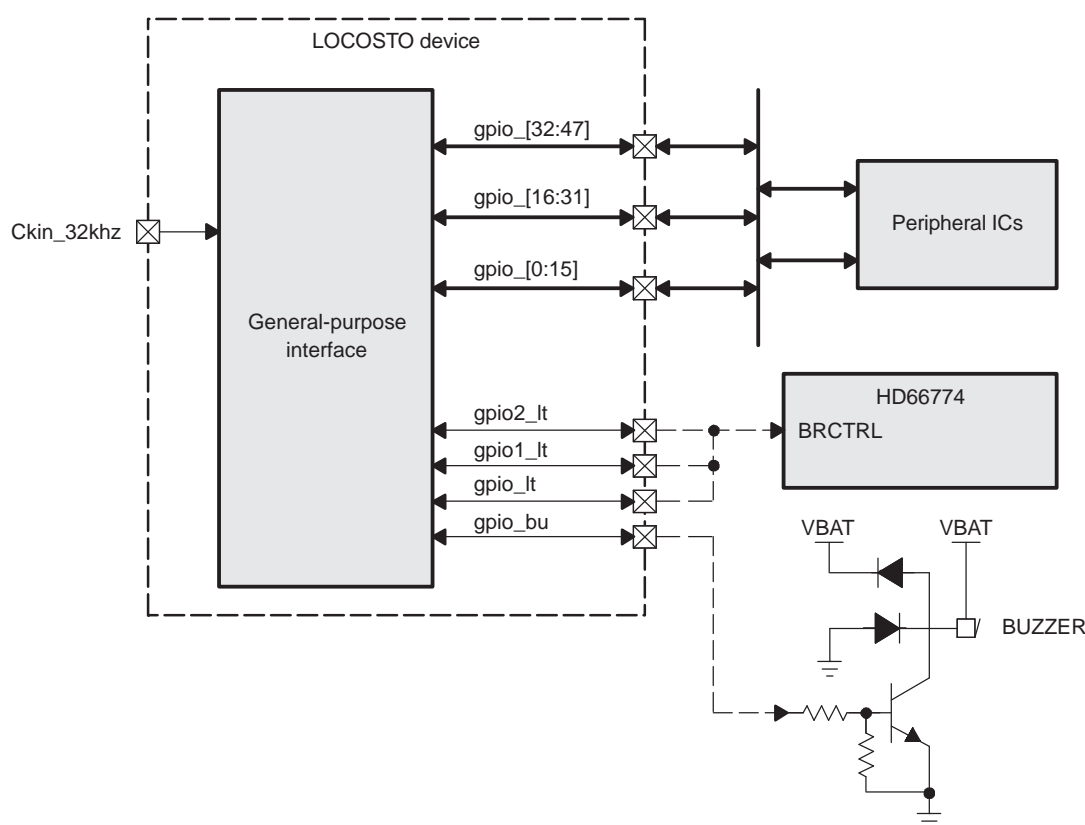 LOCOSTO device
gpio_[32:47]
gpio_[16:31]
Ckin_32khz
Peripheral ICs
gpio_[0:15]
General-purpose
interface
HD66774
gpio2_lt
BRCTRL
gpio1_lt
gpio_lt
gpio_bu
VBAT
VBAT
BUZZER